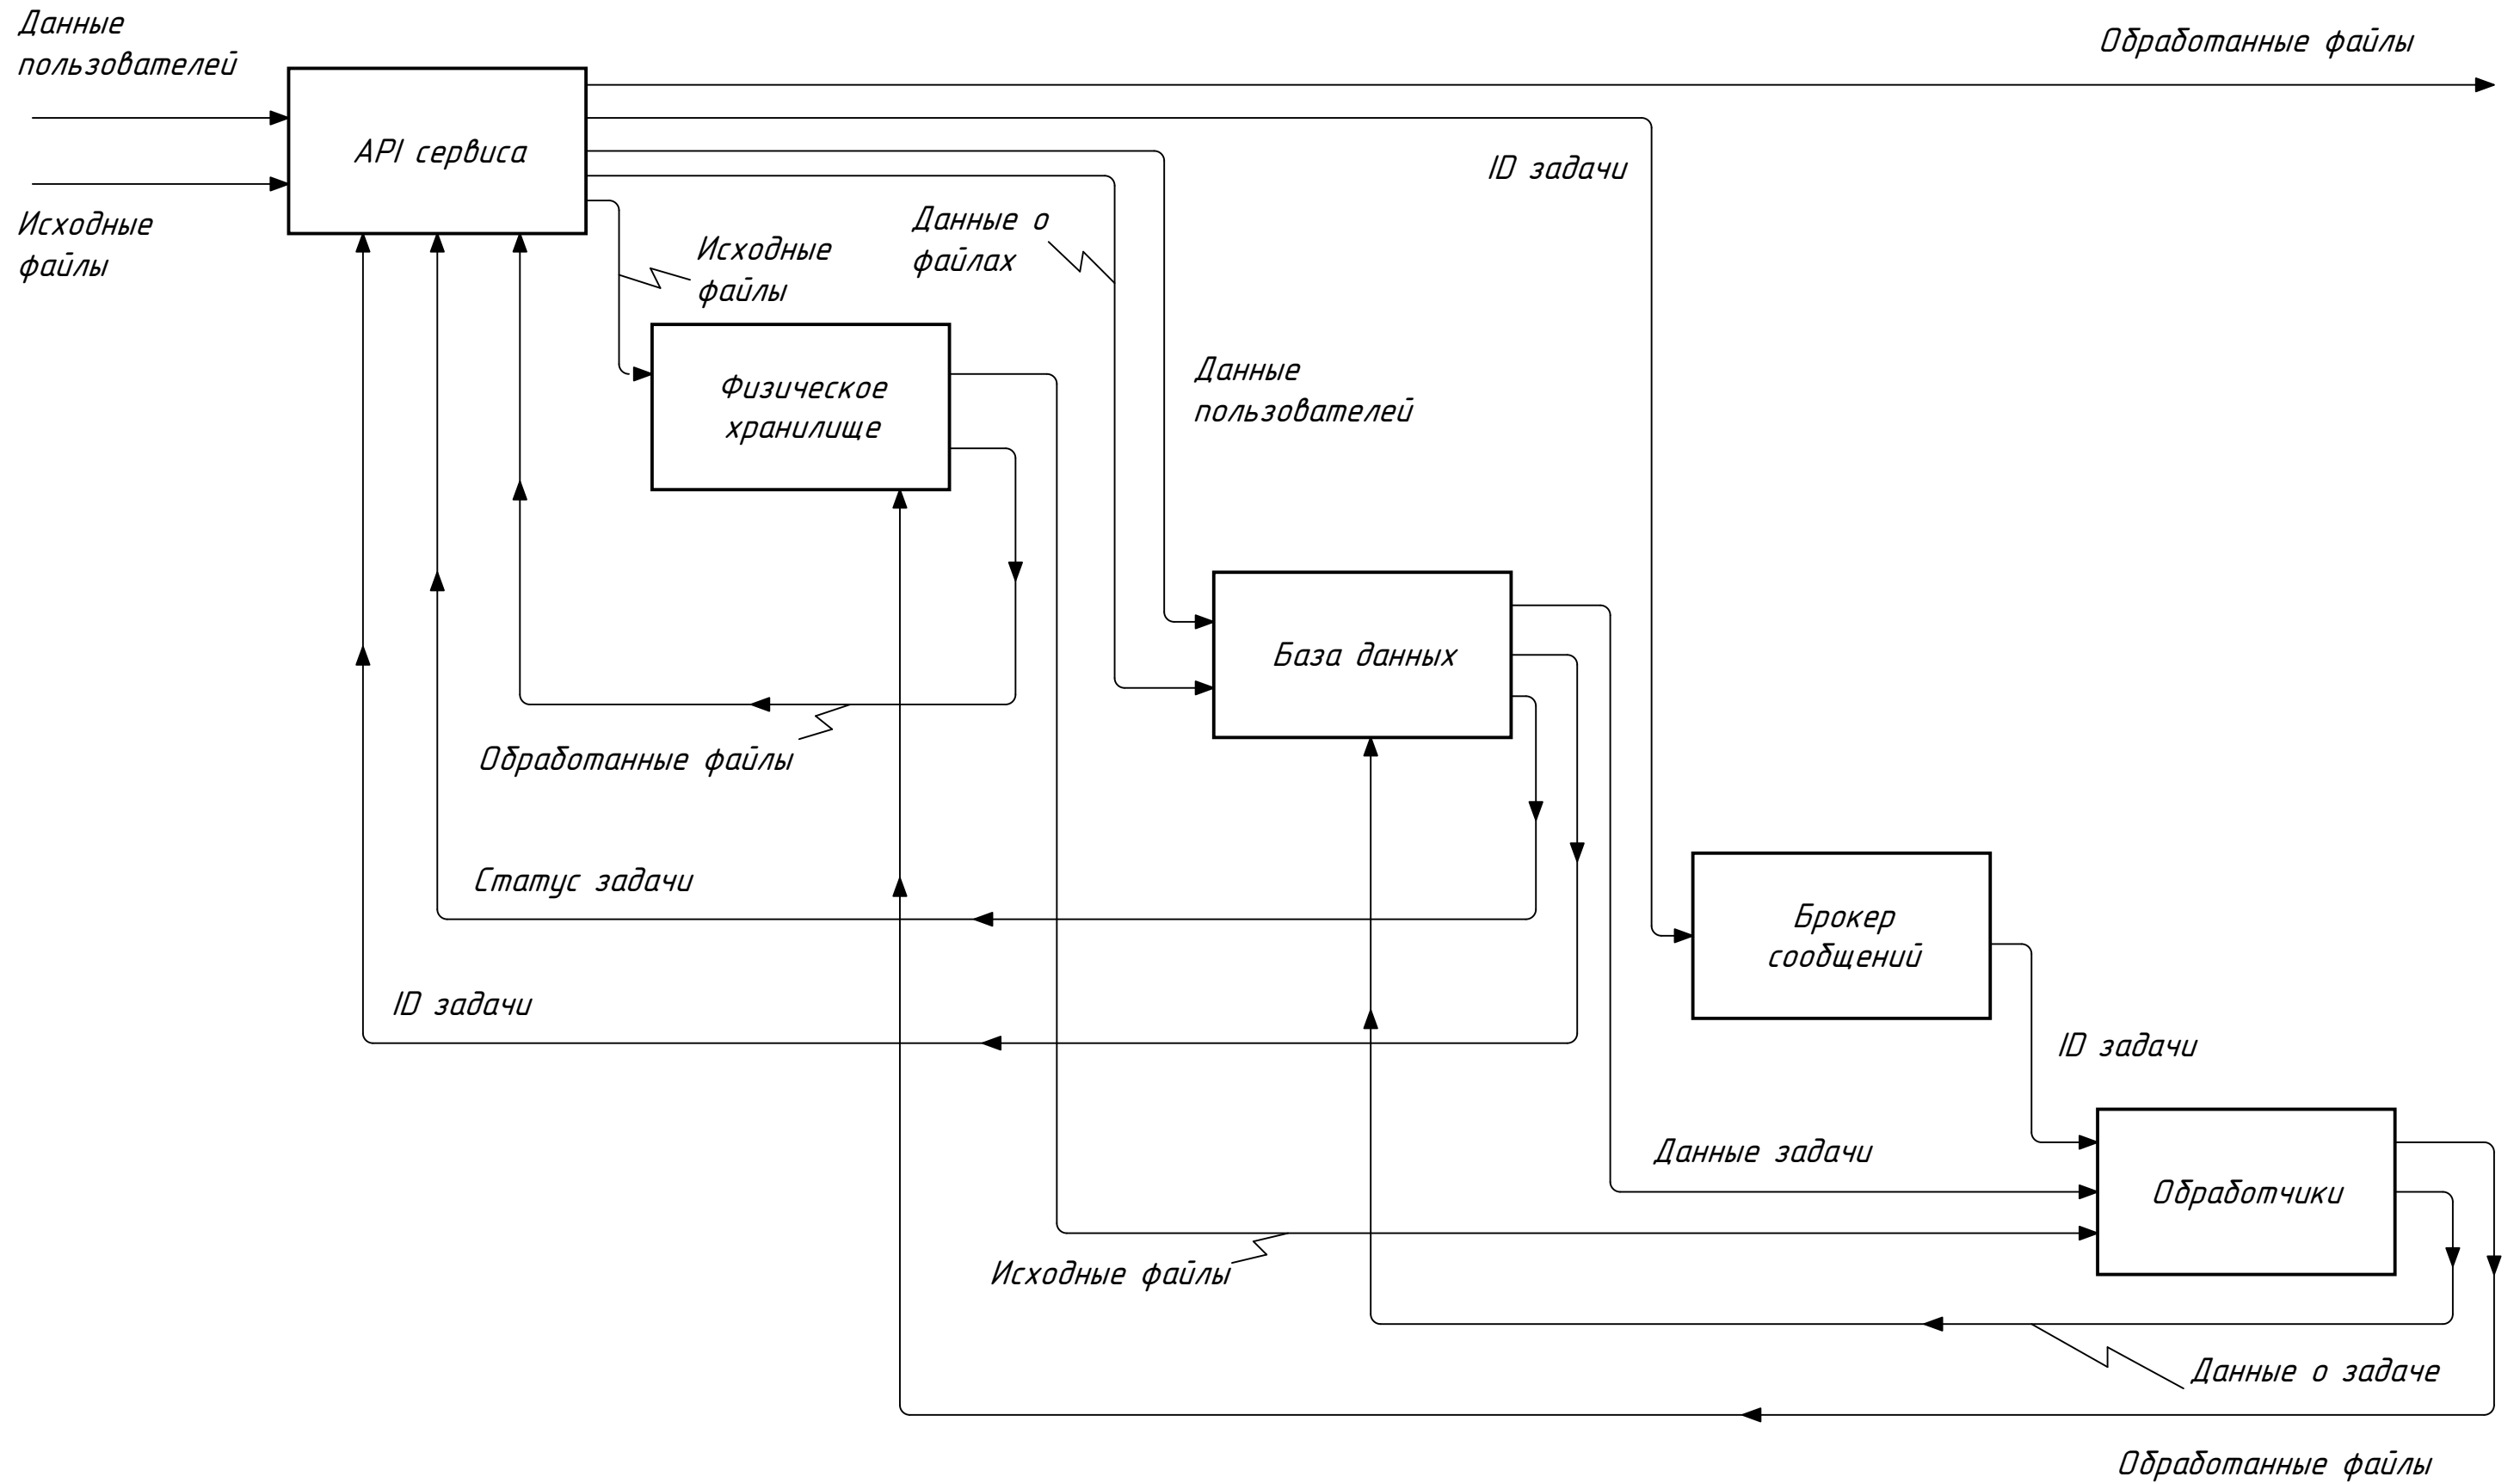 Данные
пользователей
Обработанные файлы
API сервиса
ID задачи
Исходные
файлы
Данные о
файлах
Исходные
файлы
Данные
пользователей
Физическое
хранилище
База данных
Обработанные файлы
Статус задачи
Брокер
сообщений
ID задачи
ID задачи
Данные задачи
Обработчики
Исходные файлы
Данные о задаче
Обработанные файлы